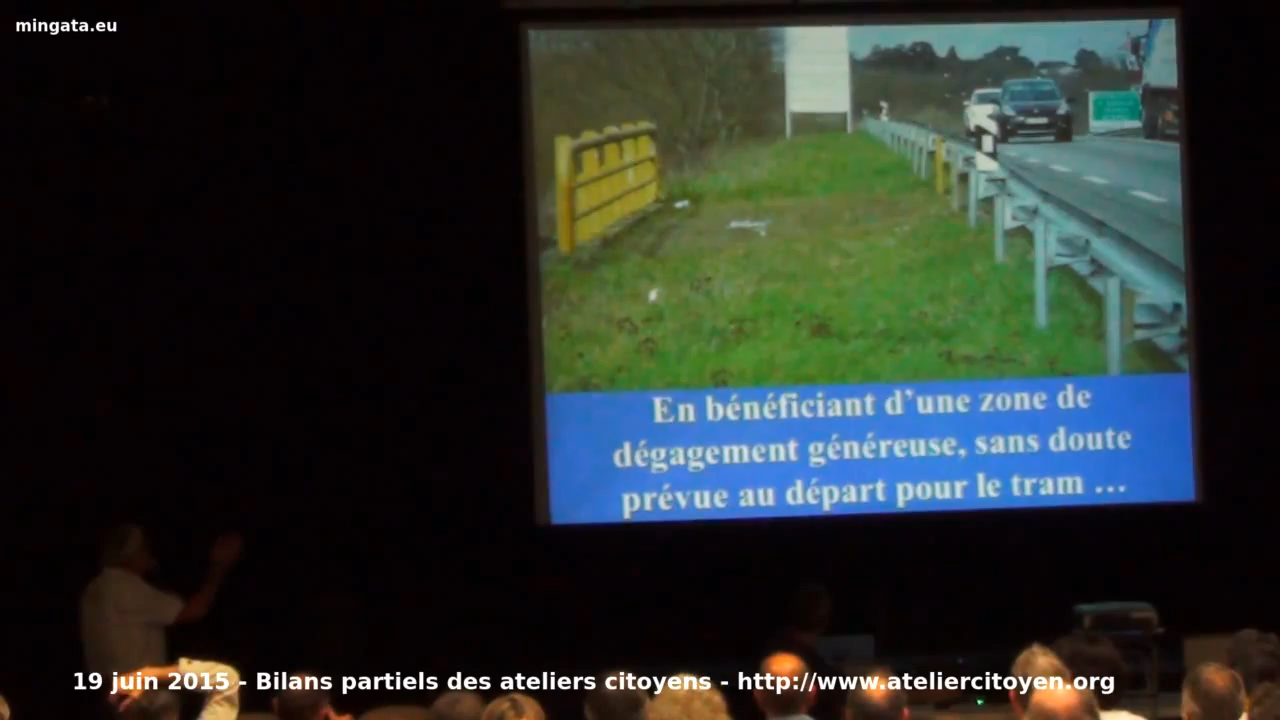 mingata.eu
En bénéficiant d’une zone de
dégagement généreuse, sans doute
prévue au départ pour le tram ...
19 juin 2015 - Bilans partiels des ateliers citoyens - http://www.ateliercitoyen.org